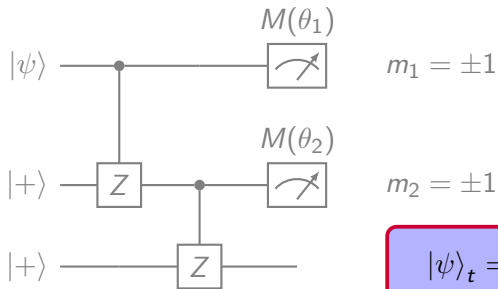 M(θ₁)
|ψ⟩ m₁ = ±1
M(θ₂)
|+⟩ Z m₂ = ±1
|+⟩ Z |ψ⟩ₜ =